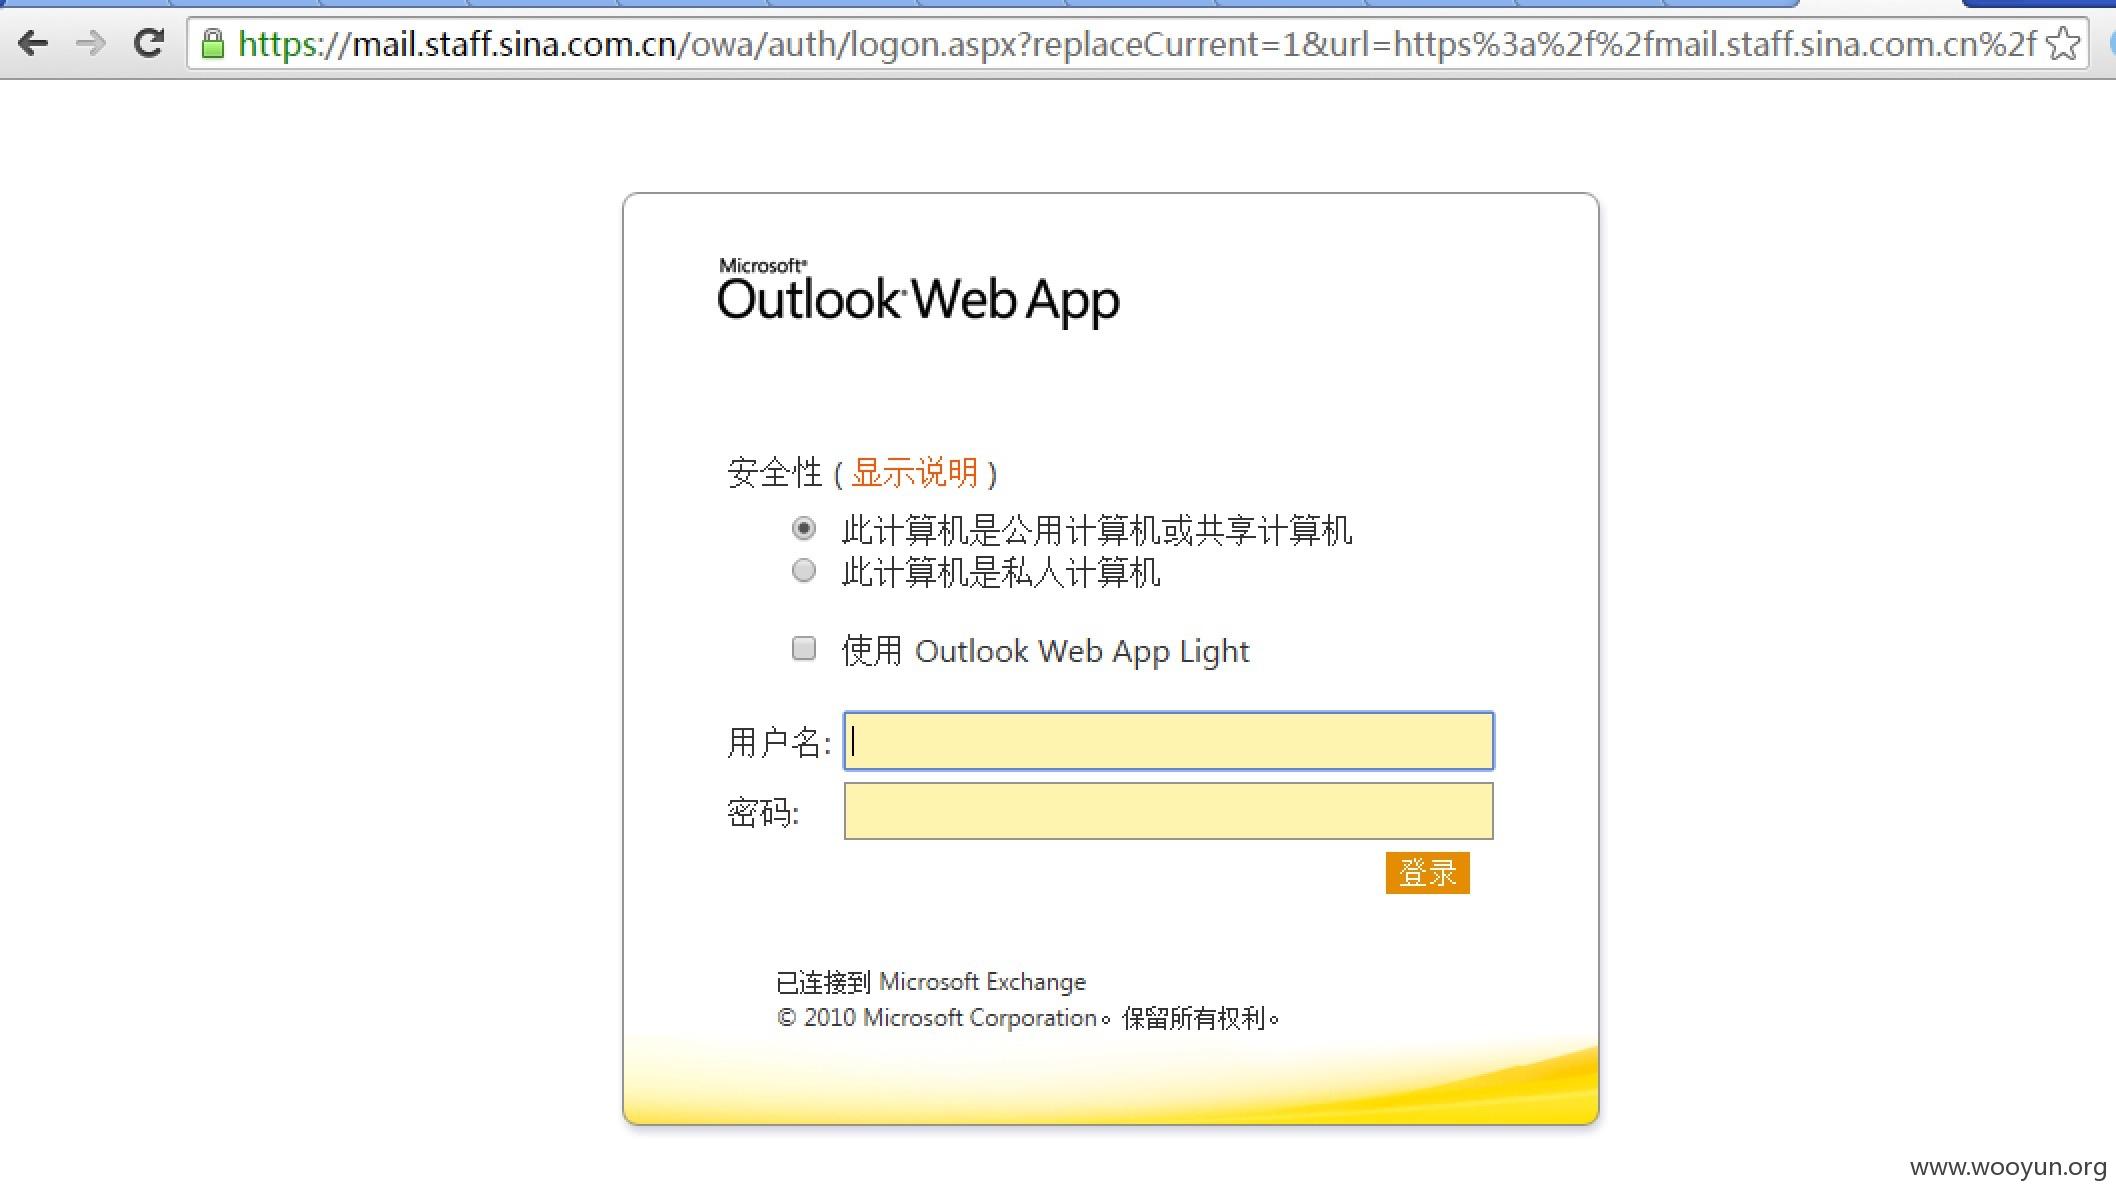 https://mail.staff.sina.com.cn/owa/auth/logon.aspx?replaceCurrent=1&url=https%3a%2f%2fmail.staff.sina.com.cn%2f
Microsoft®
Outlook® Web App
安全性 ( 显示说明 )
此计算机是公用计算机或共享计算机
此计算机是私人计算机
使用 Outlook Web App Light
用户名:
密码:
登录
已连接到 Microsoft Exchange
© 2010 Microsoft Corporation。保留所有权利。
www.wooyun.org